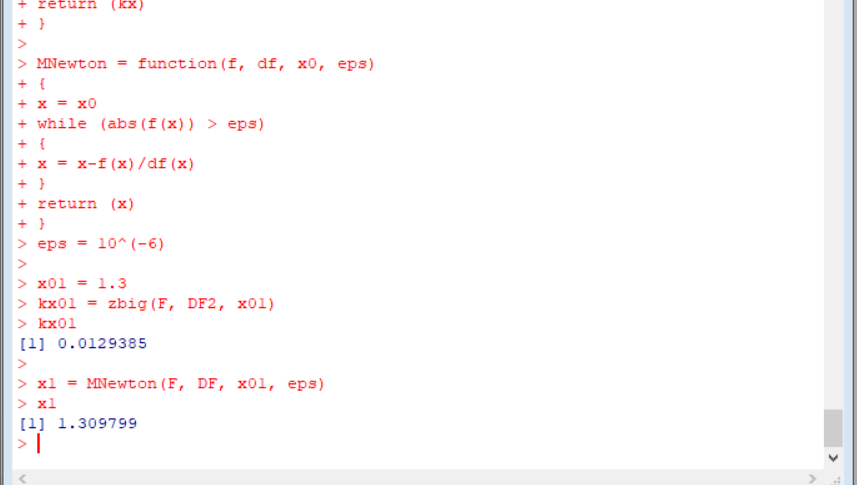 + return (kx)
+ }
>
> MNewton = function(f, df, x0, eps)
+ {
+ x = x0
+ while (abs(f(x)) > eps)
+ {
+ x = x-f(x)/df(x)
+ }
+ return (x)
+ }
> eps = 10^(-6)
>
> x01 = 1.3
> kx01 = zbig(F, DF2, x01)
> kx01
[1] 0.0129385
>
> x1 = MNewton(F, DF, x01, eps)
> x1
[1] 1.309799
>